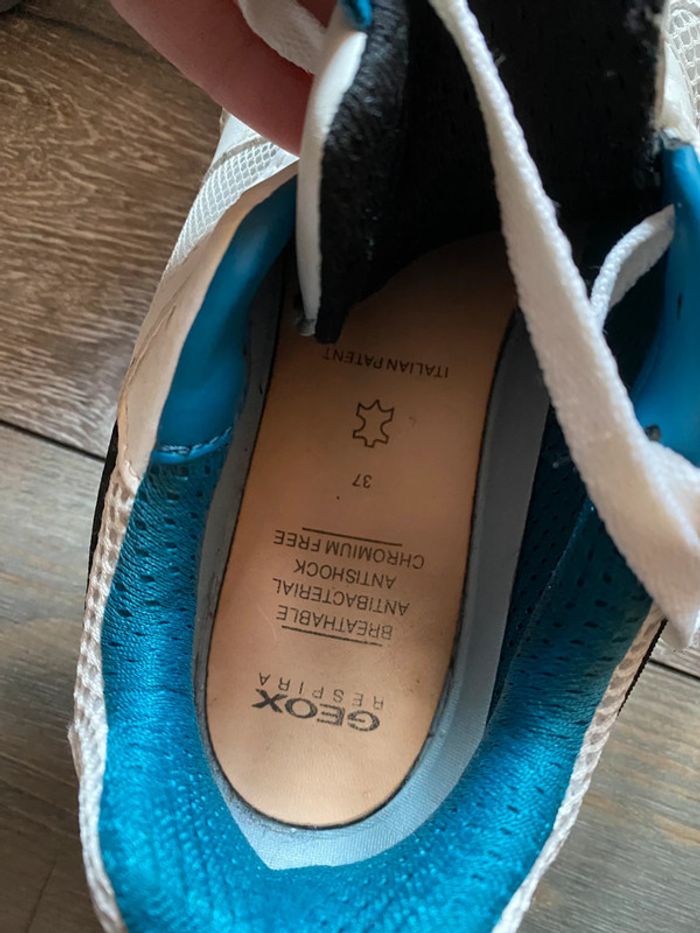 GEOX
RESPIRA
BREATHABLE
ANTIBACTERIAL
ANTISHOCK
CHROMIUM FREE
37
ITALIAN PATENT